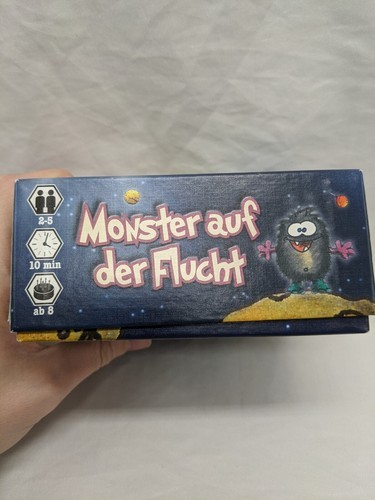 2-5
10 min
ab 8
Monster auf
der Flucht